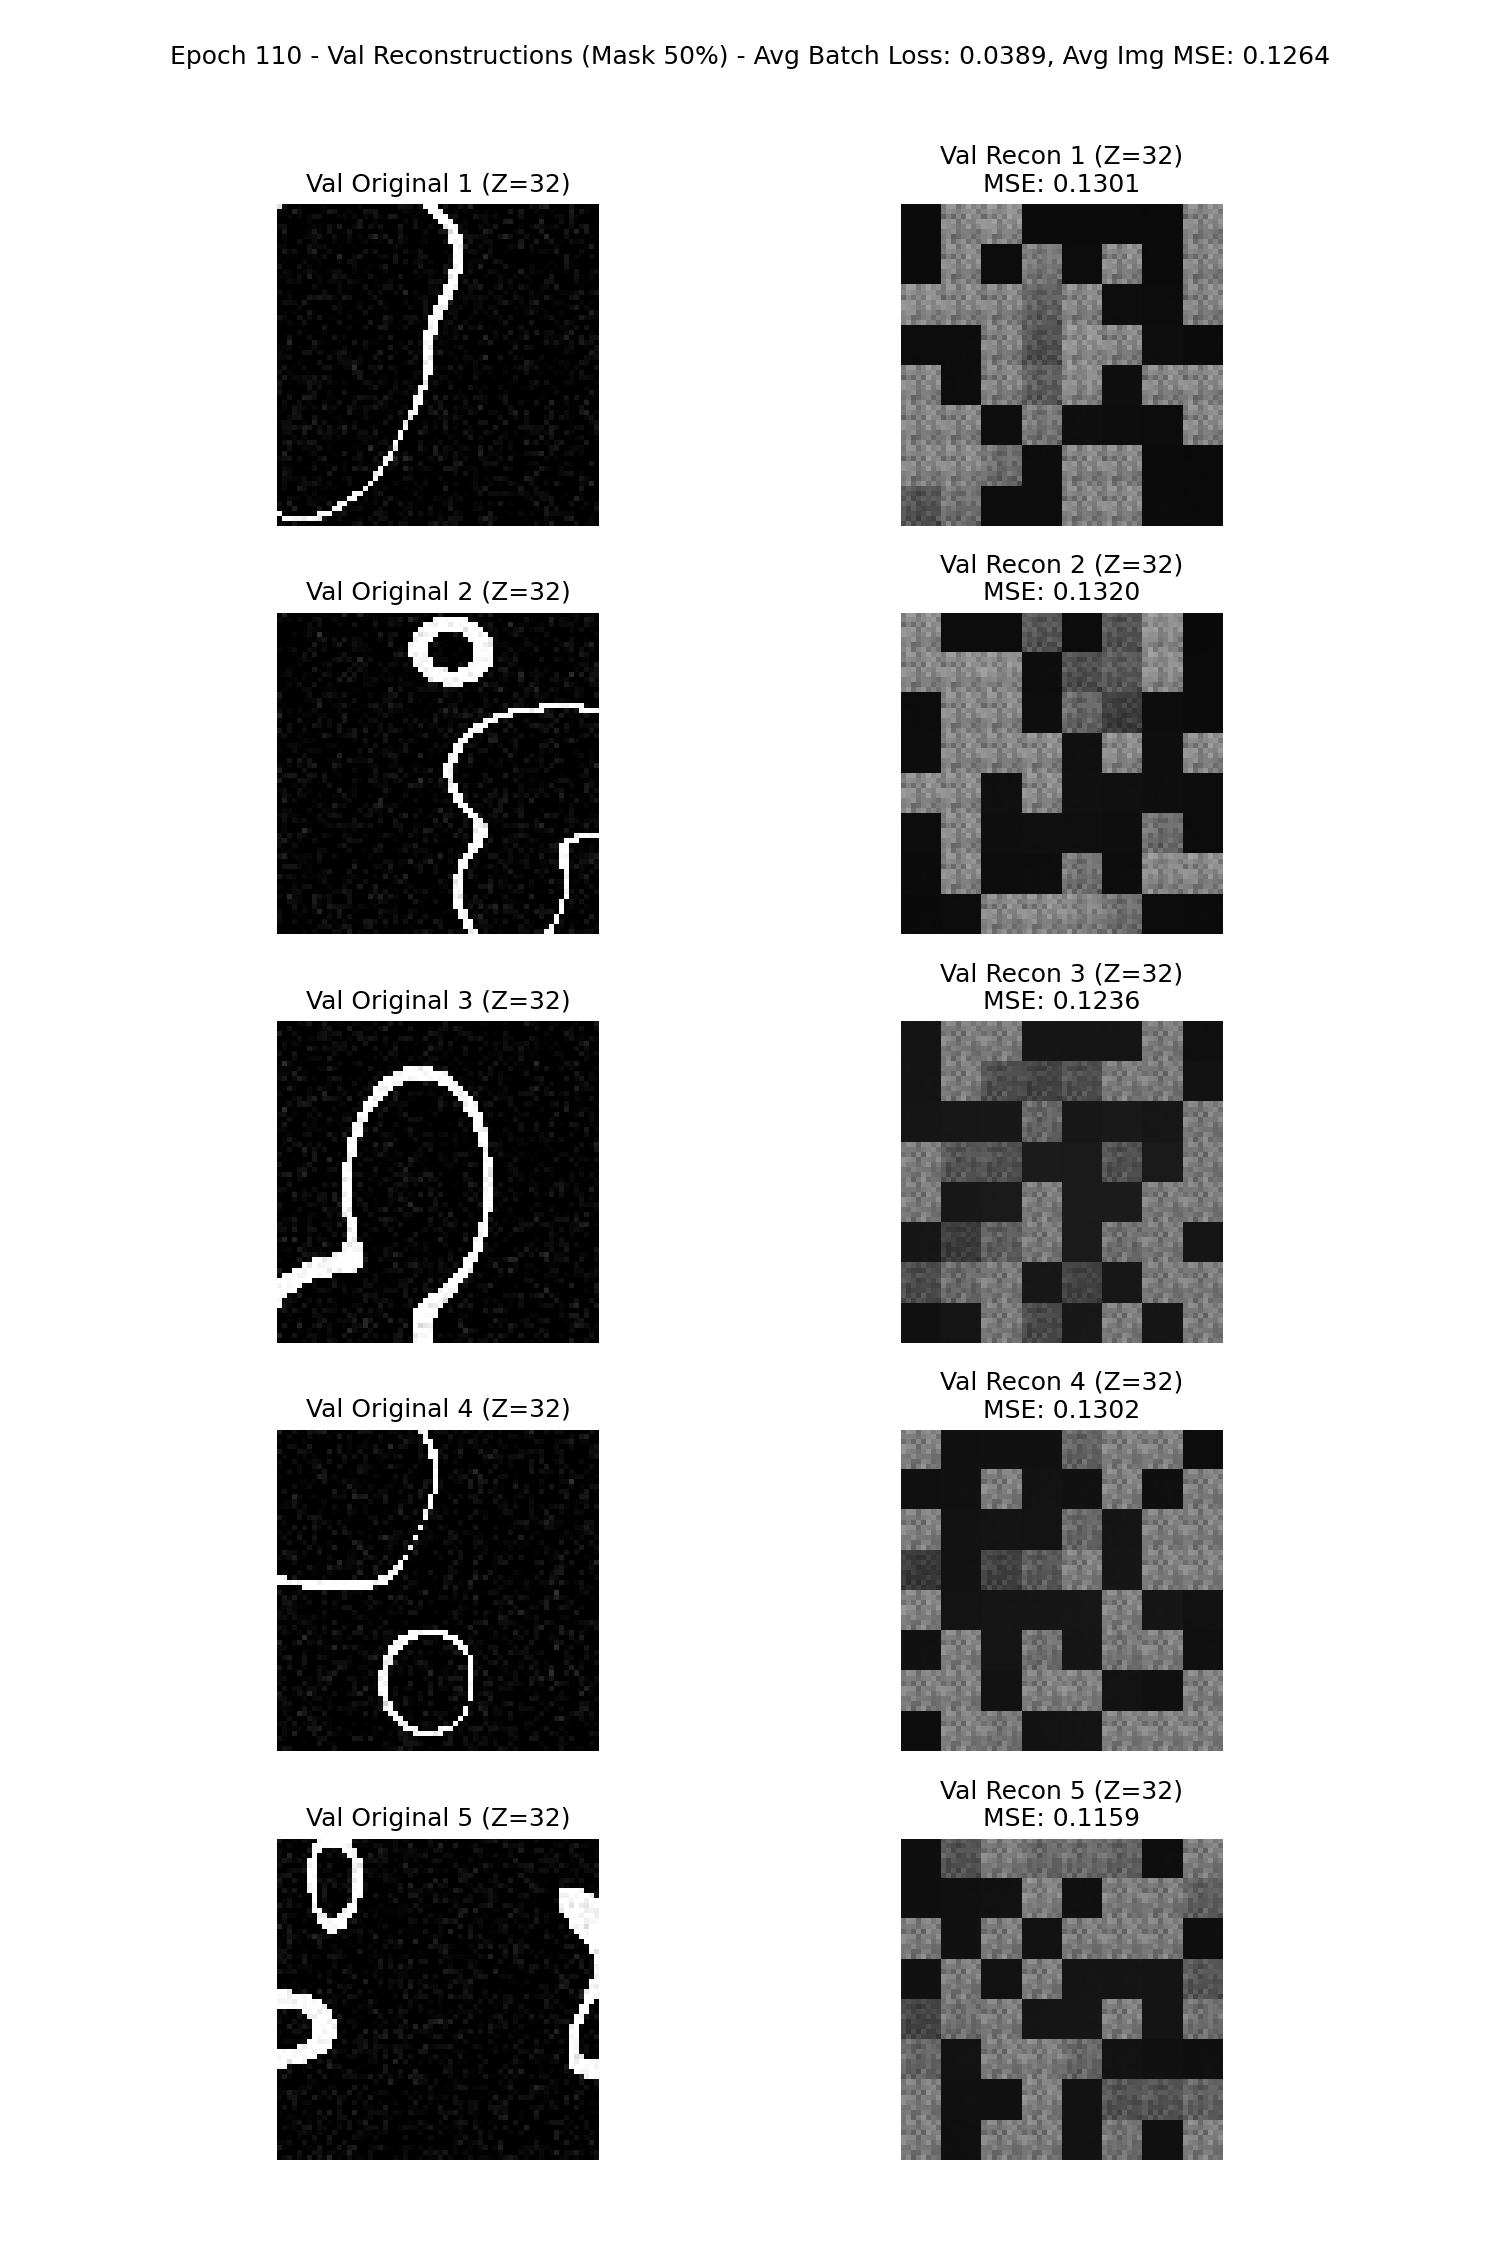 Epoch 110 - Val Reconstructions (Mask 50%) - Avg Batch Loss: 0.0389, Avg Img MSE: 0.1264
Val Original 1 (Z=32)
Val Recon 1 (Z=32)
MSE: 0.1301
Val Original 2 (Z=32)
Val Recon 2 (Z=32)
MSE: 0.1320
Val Original 3 (Z=32)
Val Recon 3 (Z=32)
MSE: 0.1236
Val Original 4 (Z=32)
Val Recon 4 (Z=32)
MSE: 0.1302
Val Original 5 (Z=32)
Val Recon 5 (Z=32)
MSE: 0.1159